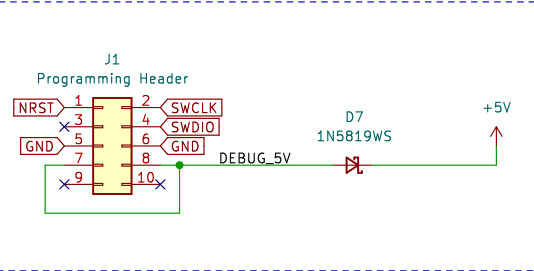 J1
Programming Header
NRST 1 2 SWCLK
3 4 SWDIO
GND 5 6 GND
7 8 DEBUG_5V
9 10
D7
1N5819WS
+5V